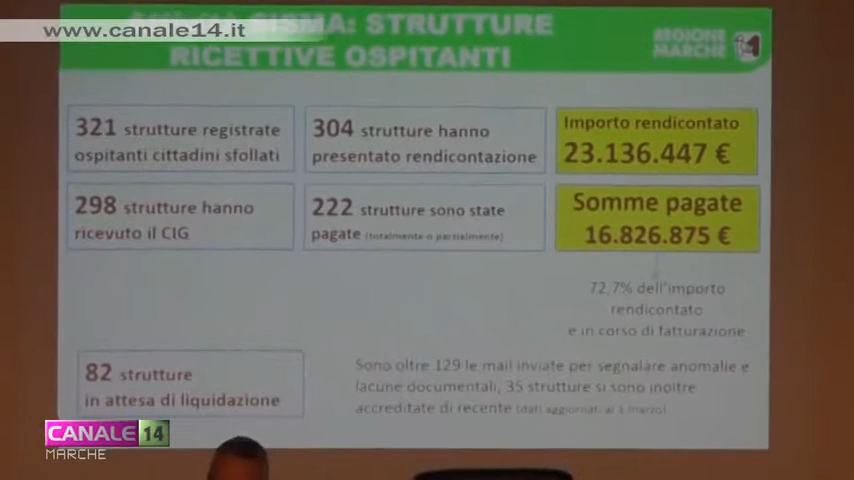 www.canale14.it
SISMA: STRUTTURE
RICETTIVE OSPITANTI
REGIONE
MARCHE
321 strutture registrate
ospitanti cittadini sfollati
304 strutture hanno
presentato rendicontazione
Importo rendicontato
23.136.447 €
298 strutture hanno
ricevuto il CIG
222 strutture sono state
pagate (totalmente o parzialmente)
Somme pagate
16.826.875 €
72,7% dell'importo
rendicontato
e in corso di fatturazione
82 strutture
in attesa di liquidazione
Sono oltre 129 le mail inviate per segnalare anomalie e
lacune documentali, 35 strutture si sono inoltre
accreditate di recente (dati aggiornati al 1 marzo)
CANALE 14
MARCHE